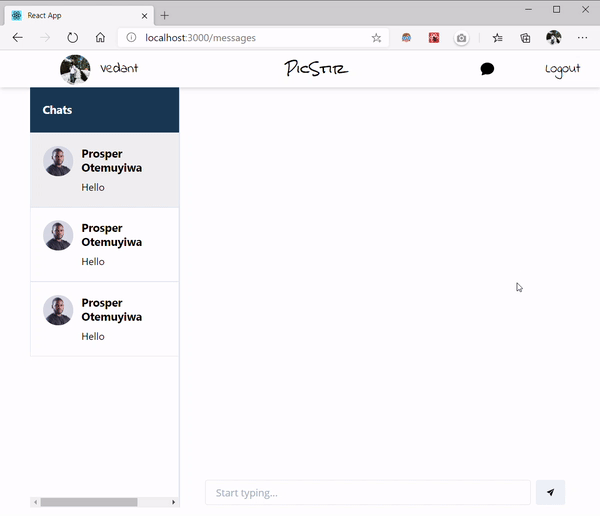 React App
localhost:3000/messages
Vedant
PicStir
Logout
Chats
Prosper
Otemuyiwa
Hello
Prosper
Otemuyiwa
Hello
Prosper
Otemuyiwa
Hello
Start typing...